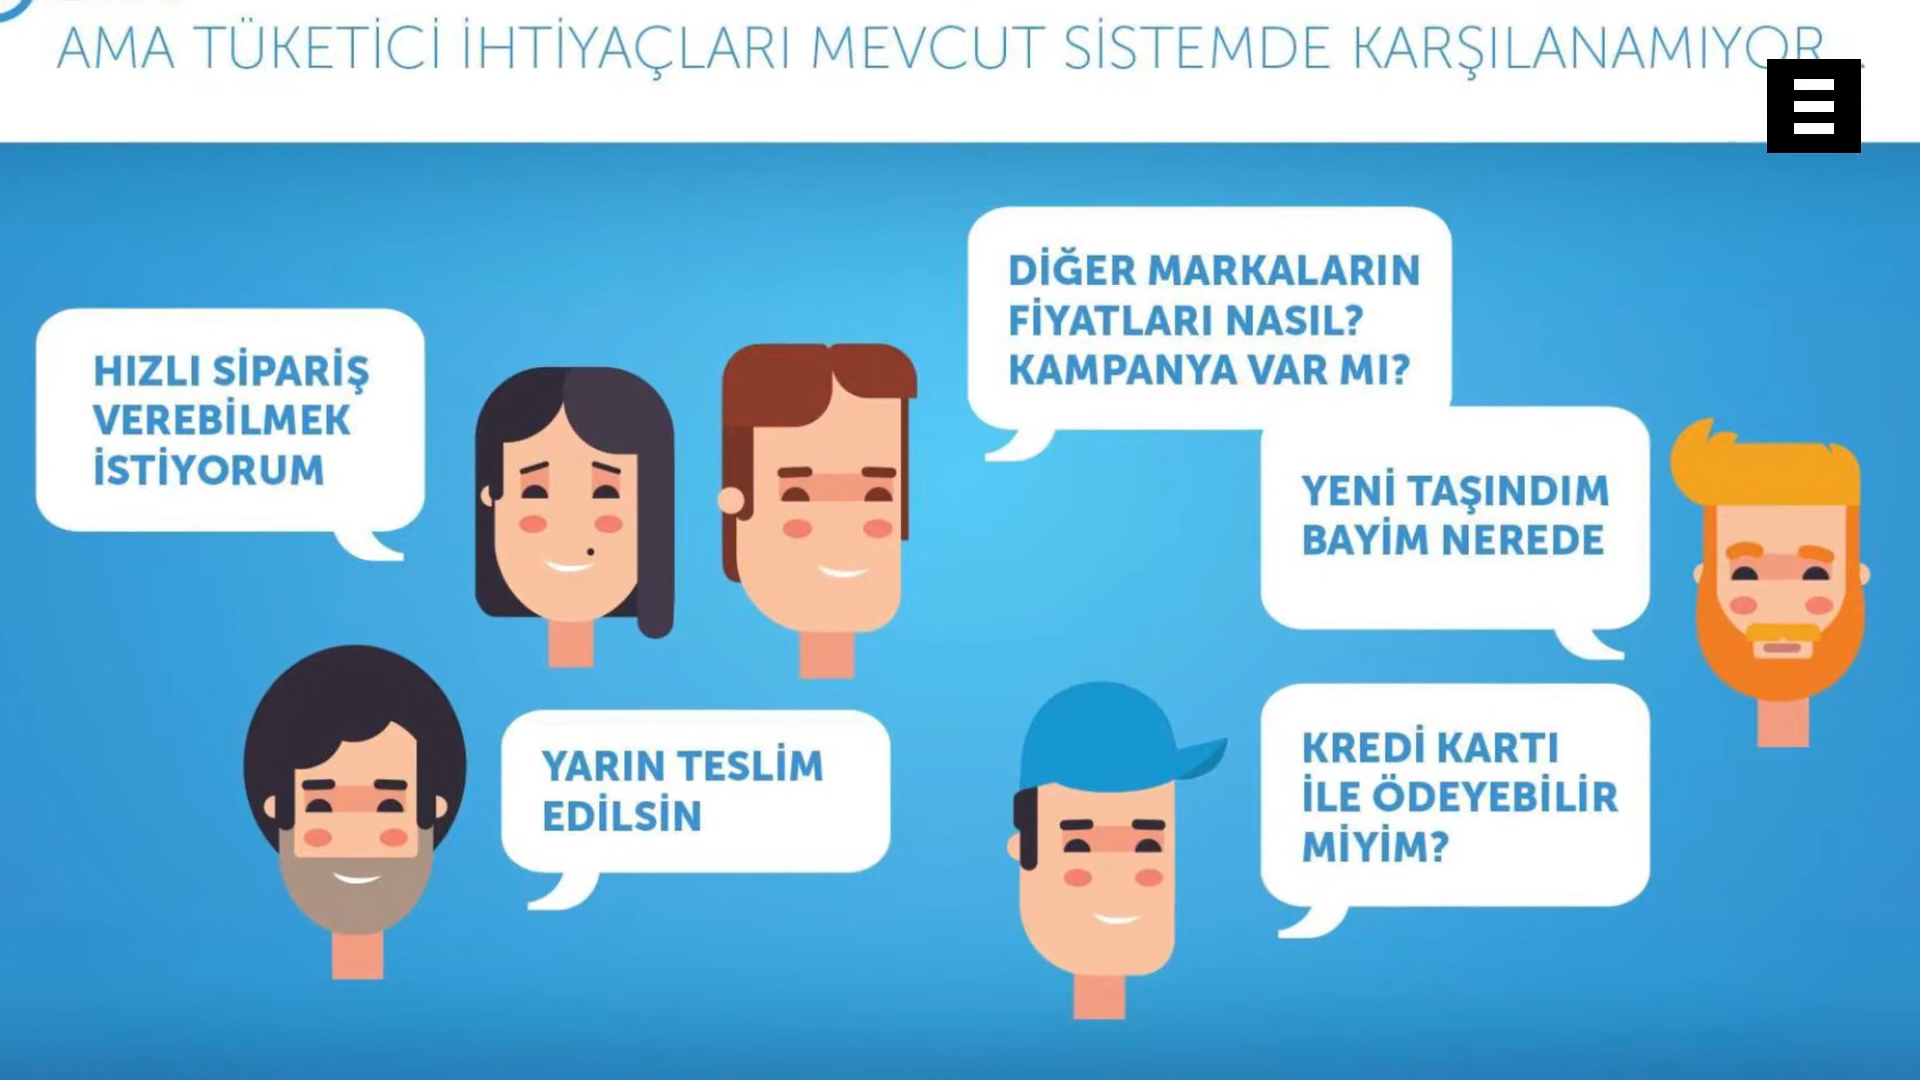 AMA TÜKETİCİ İHTİYAÇLARI MEVCUT SİSTEMDE KARŞILANAMIYOR...
DİĞER MARKALARIN
FİYATLARI NASIL?
KAMPANYA VAR MI?
HIZLI SİPARİŞ
VEREBİLMEK
İSTİYORUM
YENİ TAŞINDIM
BAYİM NEREDE
YARIN TESLİM
EDİLSİN
KREDİ KARTI
İLE ÖDEYEBİLİR
MİYİM?